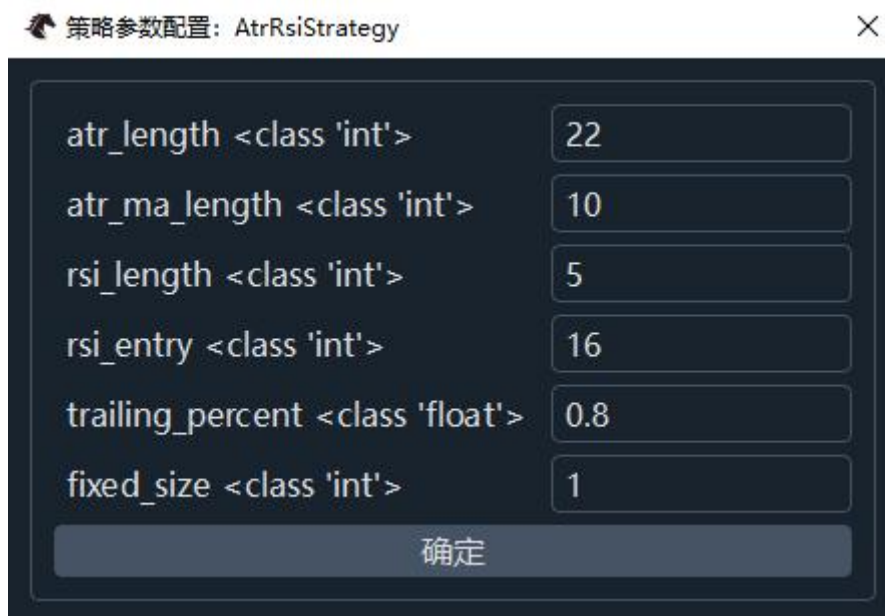 策略参数配置：AtrRsiStrategy
atr_length <class 'int'> 22
atr_ma_length <class 'int'> 10
rsi_length <class 'int'> 5
rsi_entry <class 'int'> 16
trailing_percent <class 'float'> 0.8
fixed_size <class 'int'> 1
确定